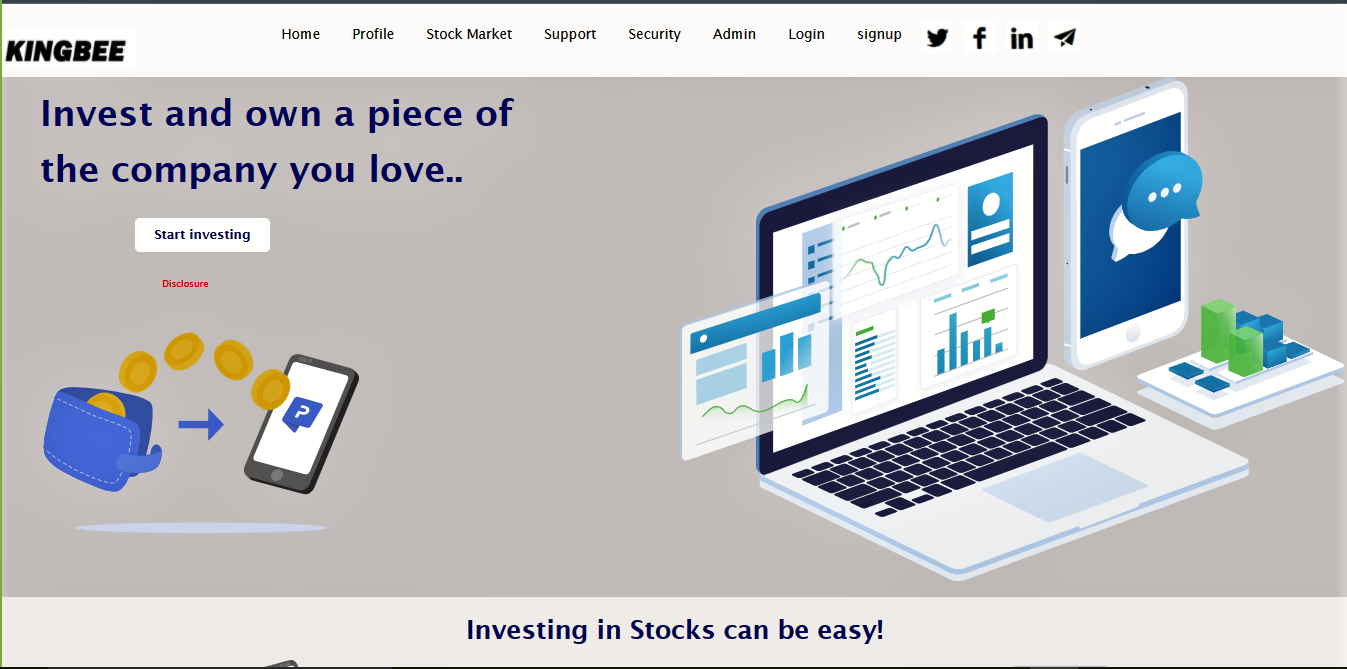 KINGBEE
Home Profile Stock Market Support Security Admin Login signup
Invest and own a piece of
the company you love..
Start investing
Disclosure
Investing in Stocks can be easy!